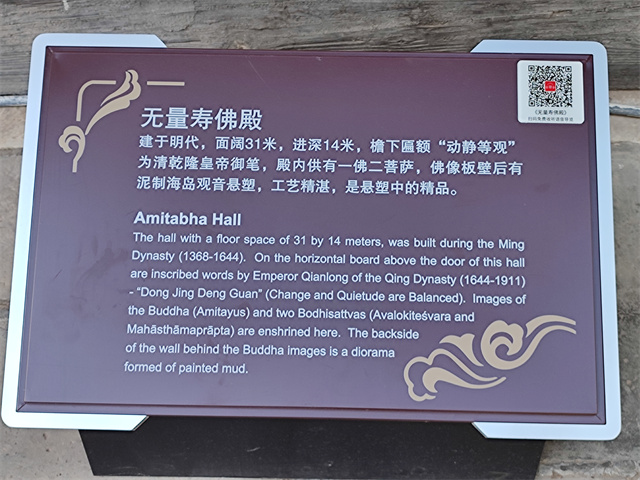 无量寿佛殿
建于明代，面阔31米，进深14米，檐下匾额“动静等观”
为清乾隆皇帝御笔，殿内供有一佛二菩萨，佛像板壁后有
泥制海岛观音悬塑，工艺精湛，是悬塑中的精品。
Amitabha Hall
The hall with a floor space of 31 by 14 meters, was built during the Ming
Dynasty (1368-1644). On the horizontal board above the door of this hall
are inscribed words by Emperor Qianlong of the Qing Dynasty (1644-1911)
- “Dong Jing Deng Guan” (Change and Quietude are Balanced). Images of
the Buddha (Amitayus) and two Bodhisattvas (Avalokiteśvara and
Mahāsthāmaprāpta) are enshrined here. The backside
of the wall behind the Buddha images is a diorama
formed of painted mud.
《无量寿佛殿》